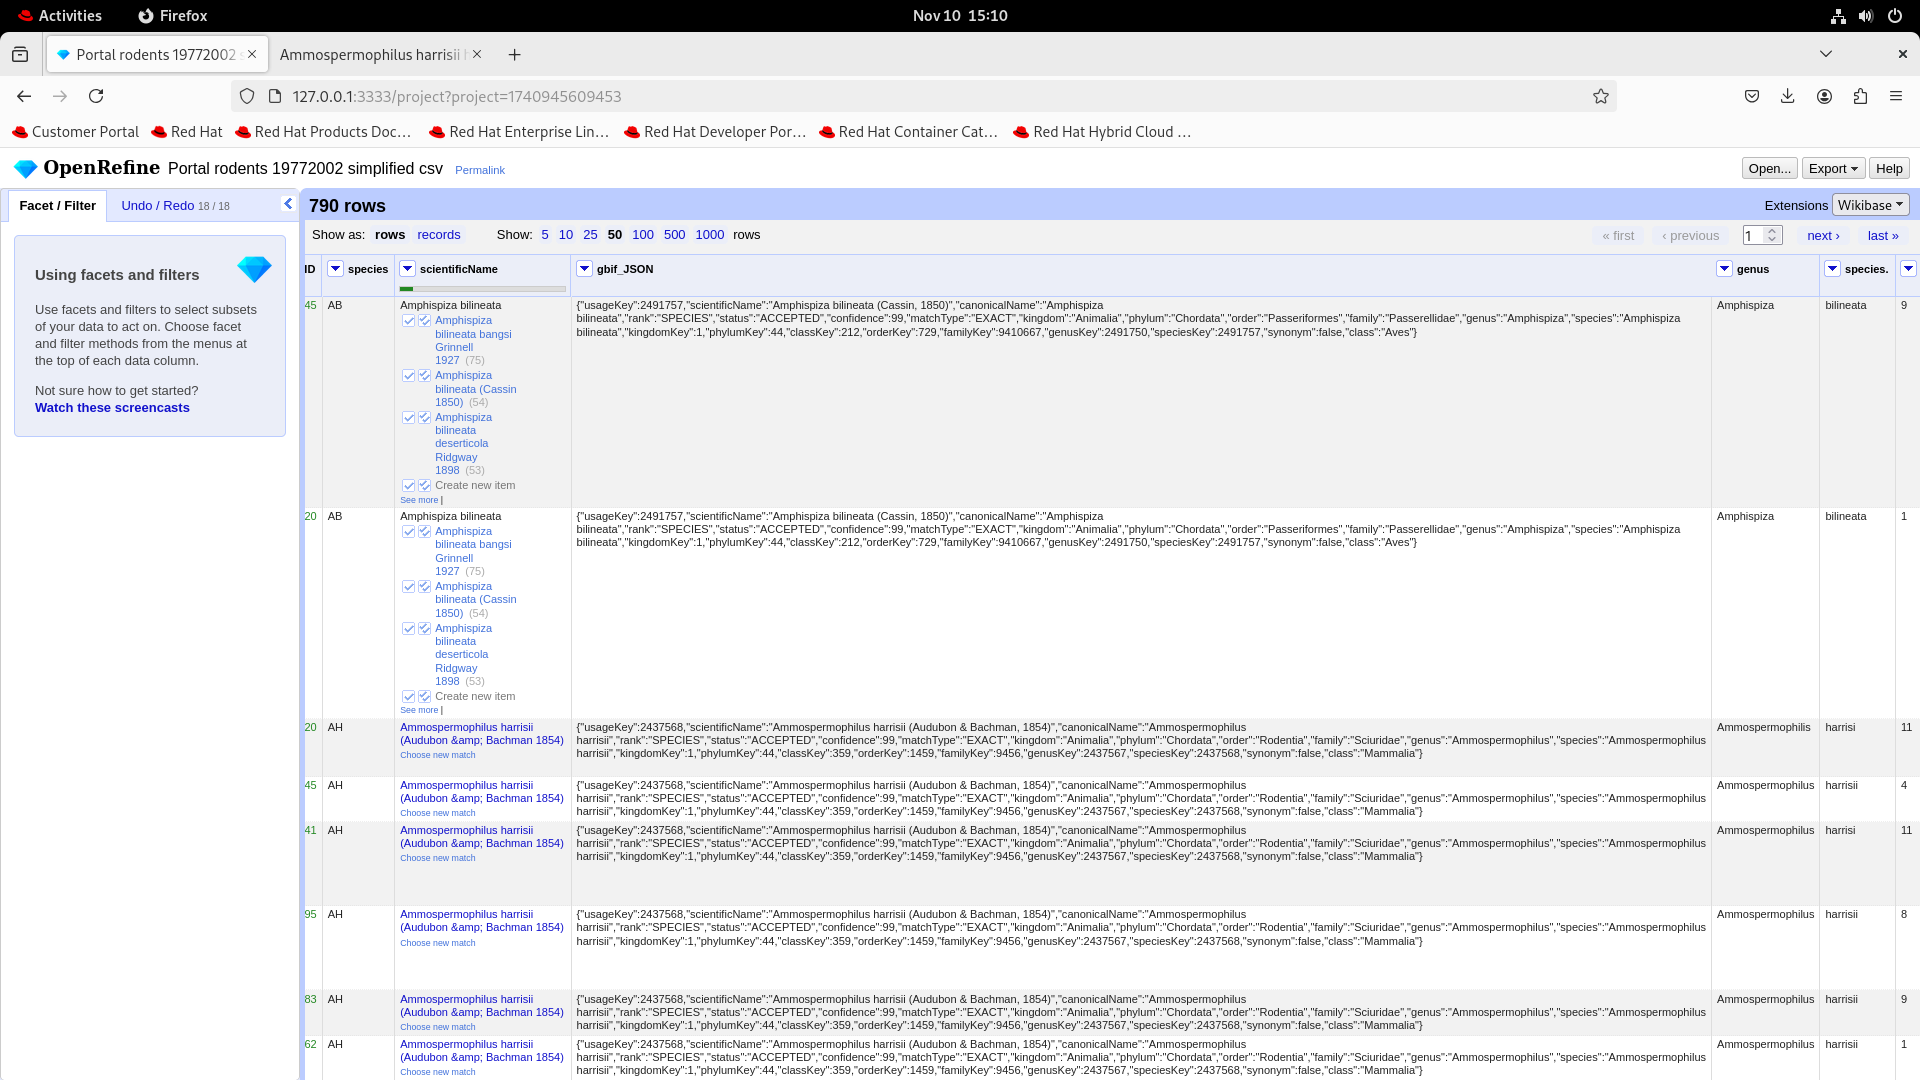 Activities Firefox Nov 10 15:10
Portal rodents 19772002 s Ammospermophilus harrisii h
127.0.0.1:3333/project?project=1740945609453
Customer Portal Red Hat Red Hat Products Doc… Red Hat Enterprise Lin… Red Hat Developer Por… Red Hat Container Cat… Red Hat Hybrid Cloud …
OpenRefine Portal rodents 19772002 simplified csv Permalink Open... Export Help
Facet / Filter Undo / Redo 18 / 18 790 rows Extensions Wikibase
Show as: rows records Show: 5 10 25 50 100 500 1000 rows « first ‹ previous 1 next › last »
Using facets and filters
Use facets and filters to select subsets
of your data to act on. Choose facet
and filter methods from the menus at
the top of each data column.
Not sure how to get started?
Watch these screencasts
ID species scientificName gbif_JSON genus species.
45 AB Amphispiza bilineata {"usageKey":2491757,"scientificName":"Amphispiza bilineata (Cassin, 1850)","canonicalName":"Amphispiza Amphispiza bilineata 9
bilineata","rank":"SPECIES","status":"ACCEPTED","confidence":99,"matchType":"EXACT","kingdom":"Animalia","phylum":"Chordata","order":"Passeriformes","family":"Passerellidae","genus":"Amphispiza","species":"Amphispiza
bilineata","kingdomKey":1,"phylumKey":44,"classKey":212,"orderKey":729,"familyKey":9410667,"genusKey":2491750,"speciesKey":2491757,"synonym":false,"class":"Aves"}
Amphispiza
bilineata bangsi
Grinnell
1927 (75)
Amphispiza
bilineata (Cassin
1850) (54)
Amphispiza
bilineata
deserticola
Ridgway
1898 (53)
Create new item
See more |
20 AB Amphispiza bilineata {"usageKey":2491757,"scientificName":"Amphispiza bilineata (Cassin, 1850)","canonicalName":"Amphispiza Amphispiza bilineata 1
bilineata","rank":"SPECIES","status":"ACCEPTED","confidence":99,"matchType":"EXACT","kingdom":"Animalia","phylum":"Chordata","order":"Passeriformes","family":"Passerellidae","genus":"Amphispiza","species":"Amphispiza
bilineata","kingdomKey":1,"phylumKey":44,"classKey":212,"orderKey":729,"familyKey":9410667,"genusKey":2491750,"speciesKey":2491757,"synonym":false,"class":"Aves"}
Amphispiza
bilineata bangsi
Grinnell
1927 (75)
Amphispiza
bilineata (Cassin
1850) (54)
Amphispiza
bilineata
deserticola
Ridgway
1898 (53)
Create new item
See more |
20 AH Ammospermophilus harrisii {"usageKey":2437568,"scientificName":"Ammospermophilus harrisii (Audubon & Bachman, 1854)","canonicalName":"Ammospermophilus Ammospermophilis harrisi 11
(Audubon &amp; Bachman 1854) harrisii","rank":"SPECIES","status":"ACCEPTED","confidence":99,"matchType":"EXACT","kingdom":"Animalia","phylum":"Chordata","order":"Rodentia","family":"Sciuridae","genus":"Ammospermophilus","species":"Ammospermophilus
Choose new match harrisii","kingdomKey":1,"phylumKey":44,"classKey":359,"orderKey":1459,"familyKey":9456,"genusKey":2437567,"speciesKey":2437568,"synonym":false,"class":"Mammalia"}
45 AH Ammospermophilus harrisii {"usageKey":2437568,"scientificName":"Ammospermophilus harrisii (Audubon & Bachman, 1854)","canonicalName":"Ammospermophilus Ammospermophilus harrisii 4
(Audubon &amp; Bachman 1854) harrisii","rank":"SPECIES","status":"ACCEPTED","confidence":99,"matchType":"EXACT","kingdom":"Animalia","phylum":"Chordata","order":"Rodentia","family":"Sciuridae","genus":"Ammospermophilus","species":"Ammospermophilus
Choose new match harrisii","kingdomKey":1,"phylumKey":44,"classKey":359,"orderKey":1459,"familyKey":9456,"genusKey":2437567,"speciesKey":2437568,"synonym":false,"class":"Mammalia"}
41 AH Ammospermophilus harrisii {"usageKey":2437568,"scientificName":"Ammospermophilus harrisii (Audubon & Bachman, 1854)","canonicalName":"Ammospermophilus Ammospermophilus harrisi 11
(Audubon &amp; Bachman 1854) harrisii","rank":"SPECIES","status":"ACCEPTED","confidence":99,"matchType":"EXACT","kingdom":"Animalia","phylum":"Chordata","order":"Rodentia","family":"Sciuridae","genus":"Ammospermophilus","species":"Ammospermophilus
Choose new match harrisii","kingdomKey":1,"phylumKey":44,"classKey":359,"orderKey":1459,"familyKey":9456,"genusKey":2437567,"speciesKey":2437568,"synonym":false,"class":"Mammalia"}
95 AH Ammospermophilus harrisii {"usageKey":2437568,"scientificName":"Ammospermophilus harrisii (Audubon & Bachman, 1854)","canonicalName":"Ammospermophilus Ammospermophilus harrisii 8
(Audubon &amp; Bachman 1854) harrisii","rank":"SPECIES","status":"ACCEPTED","confidence":99,"matchType":"EXACT","kingdom":"Animalia","phylum":"Chordata","order":"Rodentia","family":"Sciuridae","genus":"Ammospermophilus","species":"Ammospermophilus
Choose new match harrisii","kingdomKey":1,"phylumKey":44,"classKey":359,"orderKey":1459,"familyKey":9456,"genusKey":2437567,"speciesKey":2437568,"synonym":false,"class":"Mammalia"}
83 AH Ammospermophilus harrisii {"usageKey":2437568,"scientificName":"Ammospermophilus harrisii (Audubon & Bachman, 1854)","canonicalName":"Ammospermophilus Ammospermophilus harrisii 9
(Audubon &amp; Bachman 1854) harrisii","rank":"SPECIES","status":"ACCEPTED","confidence":99,"matchType":"EXACT","kingdom":"Animalia","phylum":"Chordata","order":"Rodentia","family":"Sciuridae","genus":"Ammospermophilus","species":"Ammospermophilus
Choose new match harrisii","kingdomKey":1,"phylumKey":44,"classKey":359,"orderKey":1459,"familyKey":9456,"genusKey":2437567,"speciesKey":2437568,"synonym":false,"class":"Mammalia"}
62 AH Ammospermophilus harrisii {"usageKey":2437568,"scientificName":"Ammospermophilus harrisii (Audubon & Bachman, 1854)","canonicalName":"Ammospermophilus Ammospermophilus harrisii 1
(Audubon &amp; Bachman 1854) harrisii","rank":"SPECIES","status":"ACCEPTED","confidence":99,"matchType":"EXACT","kingdom":"Animalia","phylum":"Chordata","order":"Rodentia","family":"Sciuridae","genus":"Ammospermophilus","species":"Ammospermophilus
Choose new match harrisii","kingdomKey":1,"phylumKey":44,"classKey":359,"orderKey":1459,"familyKey":9456,"genusKey":2437567,"speciesKey":2437568,"synonym":false,"class":"Mammalia"}